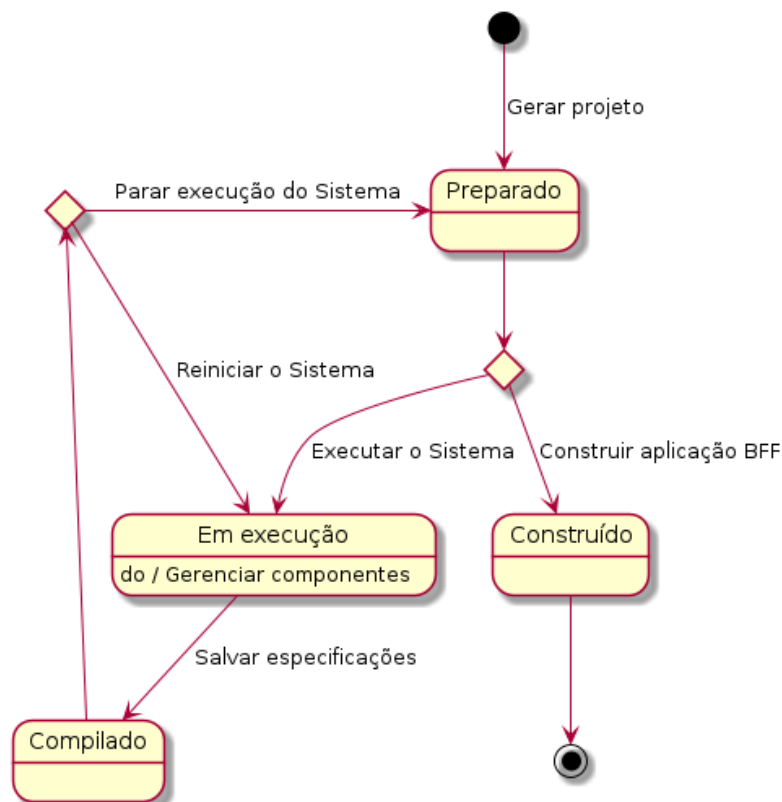 Gerar projeto
Parar execução do Sistema
Preparado
Reiniciar o Sistema
Executar o Sistema
Construir aplicação BFF
Em execução
do / Gerenciar componentes
Construído
Salvar especificações
Compilado